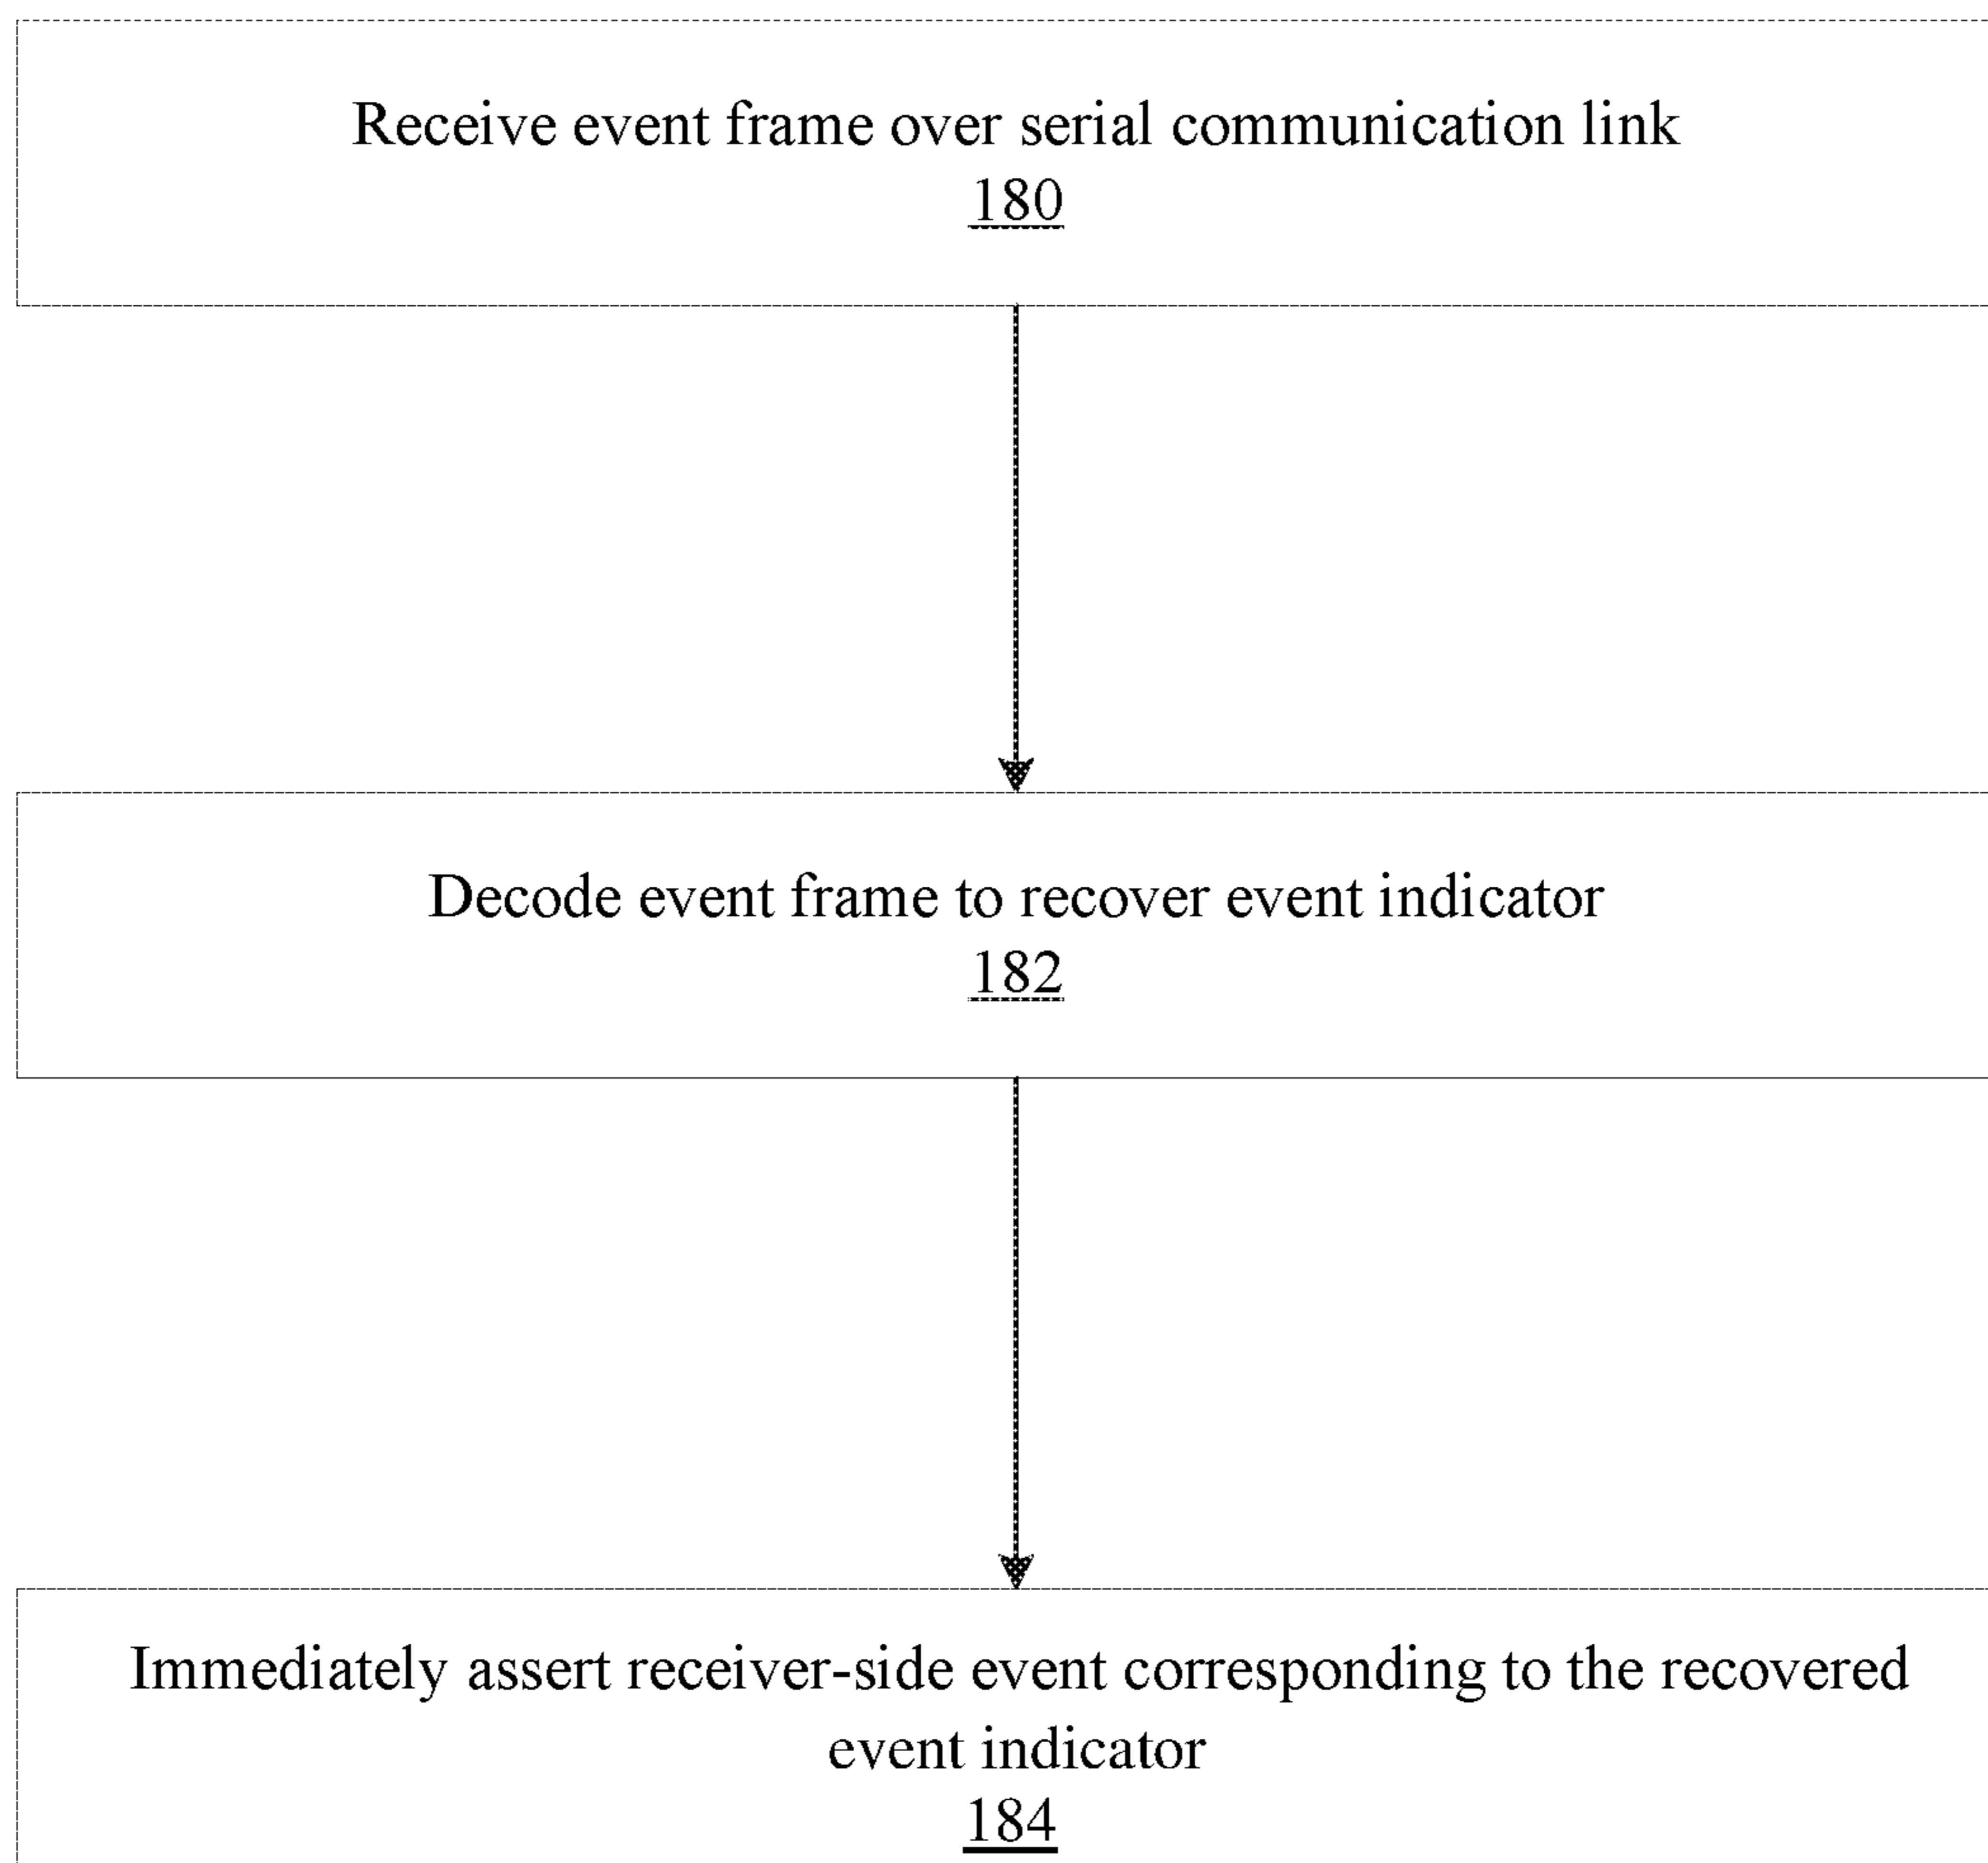 Receive event frame over serial communication link
180
Decode event frame to recover event indicator
182
Immediately assert receiver-side event corresponding to the recovered
event indicator
184